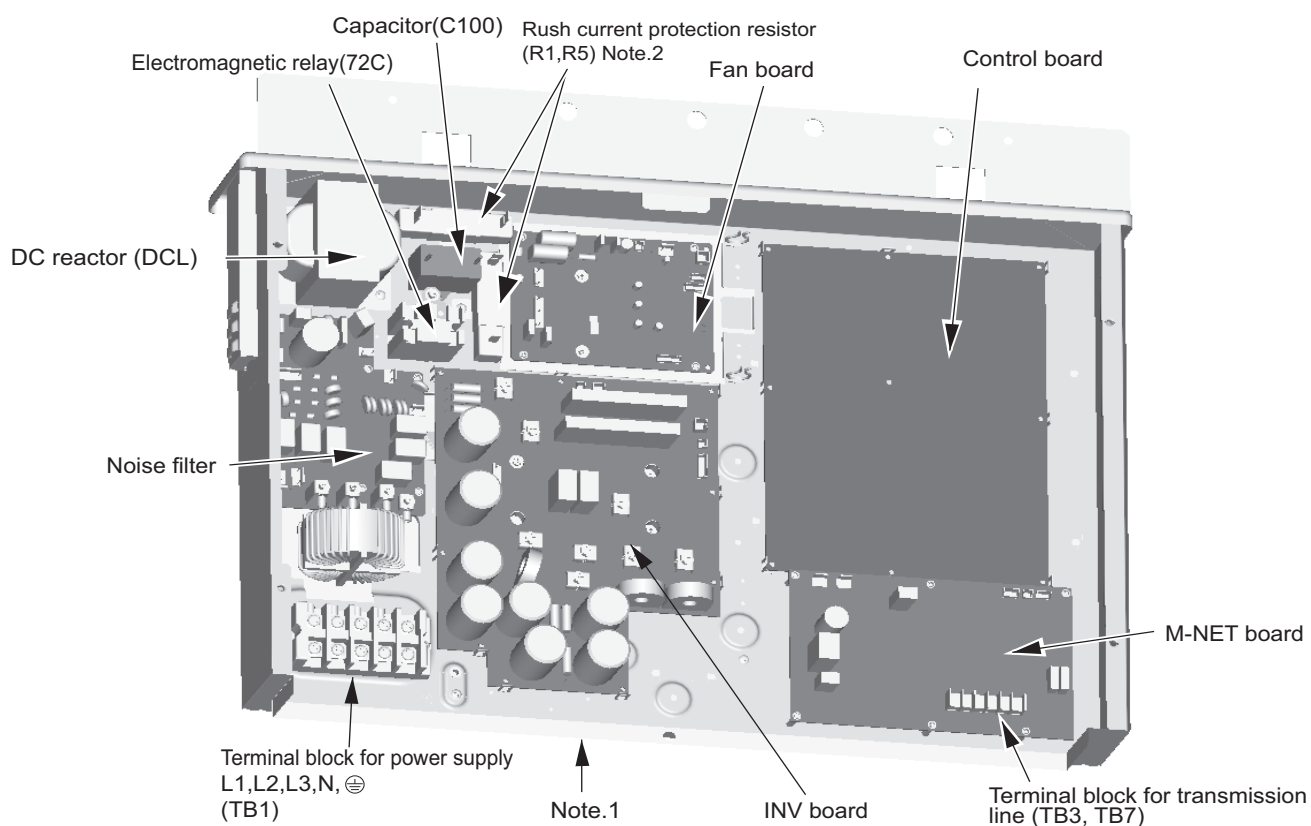 Capacitor(C100)
Rush current protection resistor
(R1,R5) Note.2
Electromagnetic relay(72C)
Fan board
Control board
DC reactor (DCL)
Noise filter
M-NET board
Terminal block for power supply
L1,L2,L3,N, ⏚
(TB1)
Note.1
INV board
Terminal block for transmission
line (TB3, TB7)